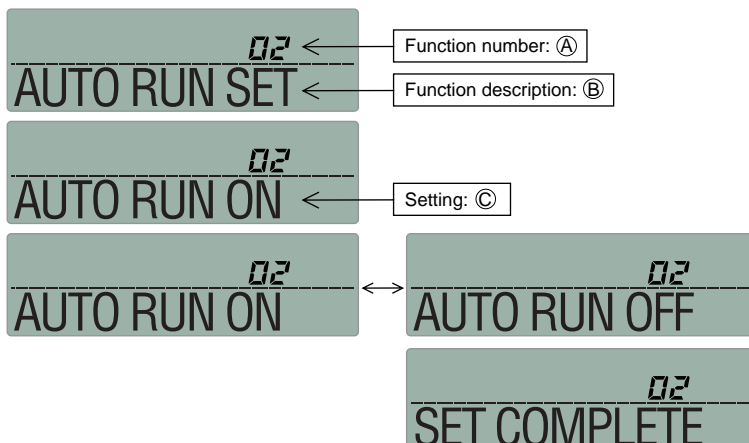 02
Function number: Ⓐ
AUTO RUN SET
Function description: Ⓑ
02
AUTO RUN ON
Setting: Ⓒ
02
AUTO RUN ON
02
AUTO RUN OFF
02
SET COMPLETE